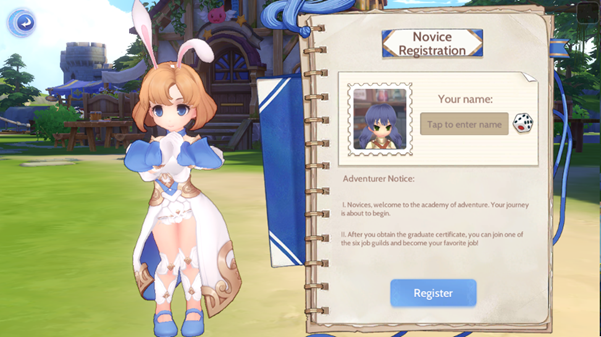 Novice
Registration
Your name:
Tap to enter name
Adventurer Notice:
I. Novices, welcome to the academy of adventure. Your journey
is about to begin.
II. After you obtain the graduate certificate, you can join one of
the six job guilds and become your favorite job!
Register